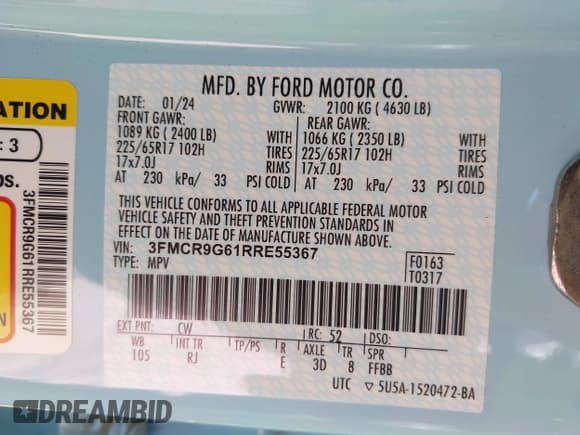 ATION
: 3
os.
3FMCR9G61RRE55367
N
MFD. BY FORD MOTOR CO.
DATE: 01/24 GVWR: 2100 KG ( 4630 LB)
FRONT GAWR: REAR GAWR:
1089 KG ( 2400 LB) WITH 1066 KG ( 2350 LB) WITH
225/65R17 102H TIRES 225/65R17 102H TIRES
17x7.0J RIMS 17x7.0J RIMS
AT 230 kPa/ 33 PSI COLD AT 230 kPa/ 33 PSI COLD
THIS VEHICLE CONFORMS TO ALL APPLICABLE FEDERAL MOTOR
VEHICLE SAFETY AND THEFT PREVENTION STANDARDS IN
EFFECT ON THE DATE OF MANUFACTURE SHOWN ABOVE.
VIN: 3FMCR9G61RRE55367
TYPE: MPV
F0163
T0317
EXT PNT: CW RC: 52 DSO:
WB INT TR TP/PS R AXLE TR SPR
105 RJ E 3D 8 FFBB
UTC ▽ 5U5A-1520472-BA
DREAMBID